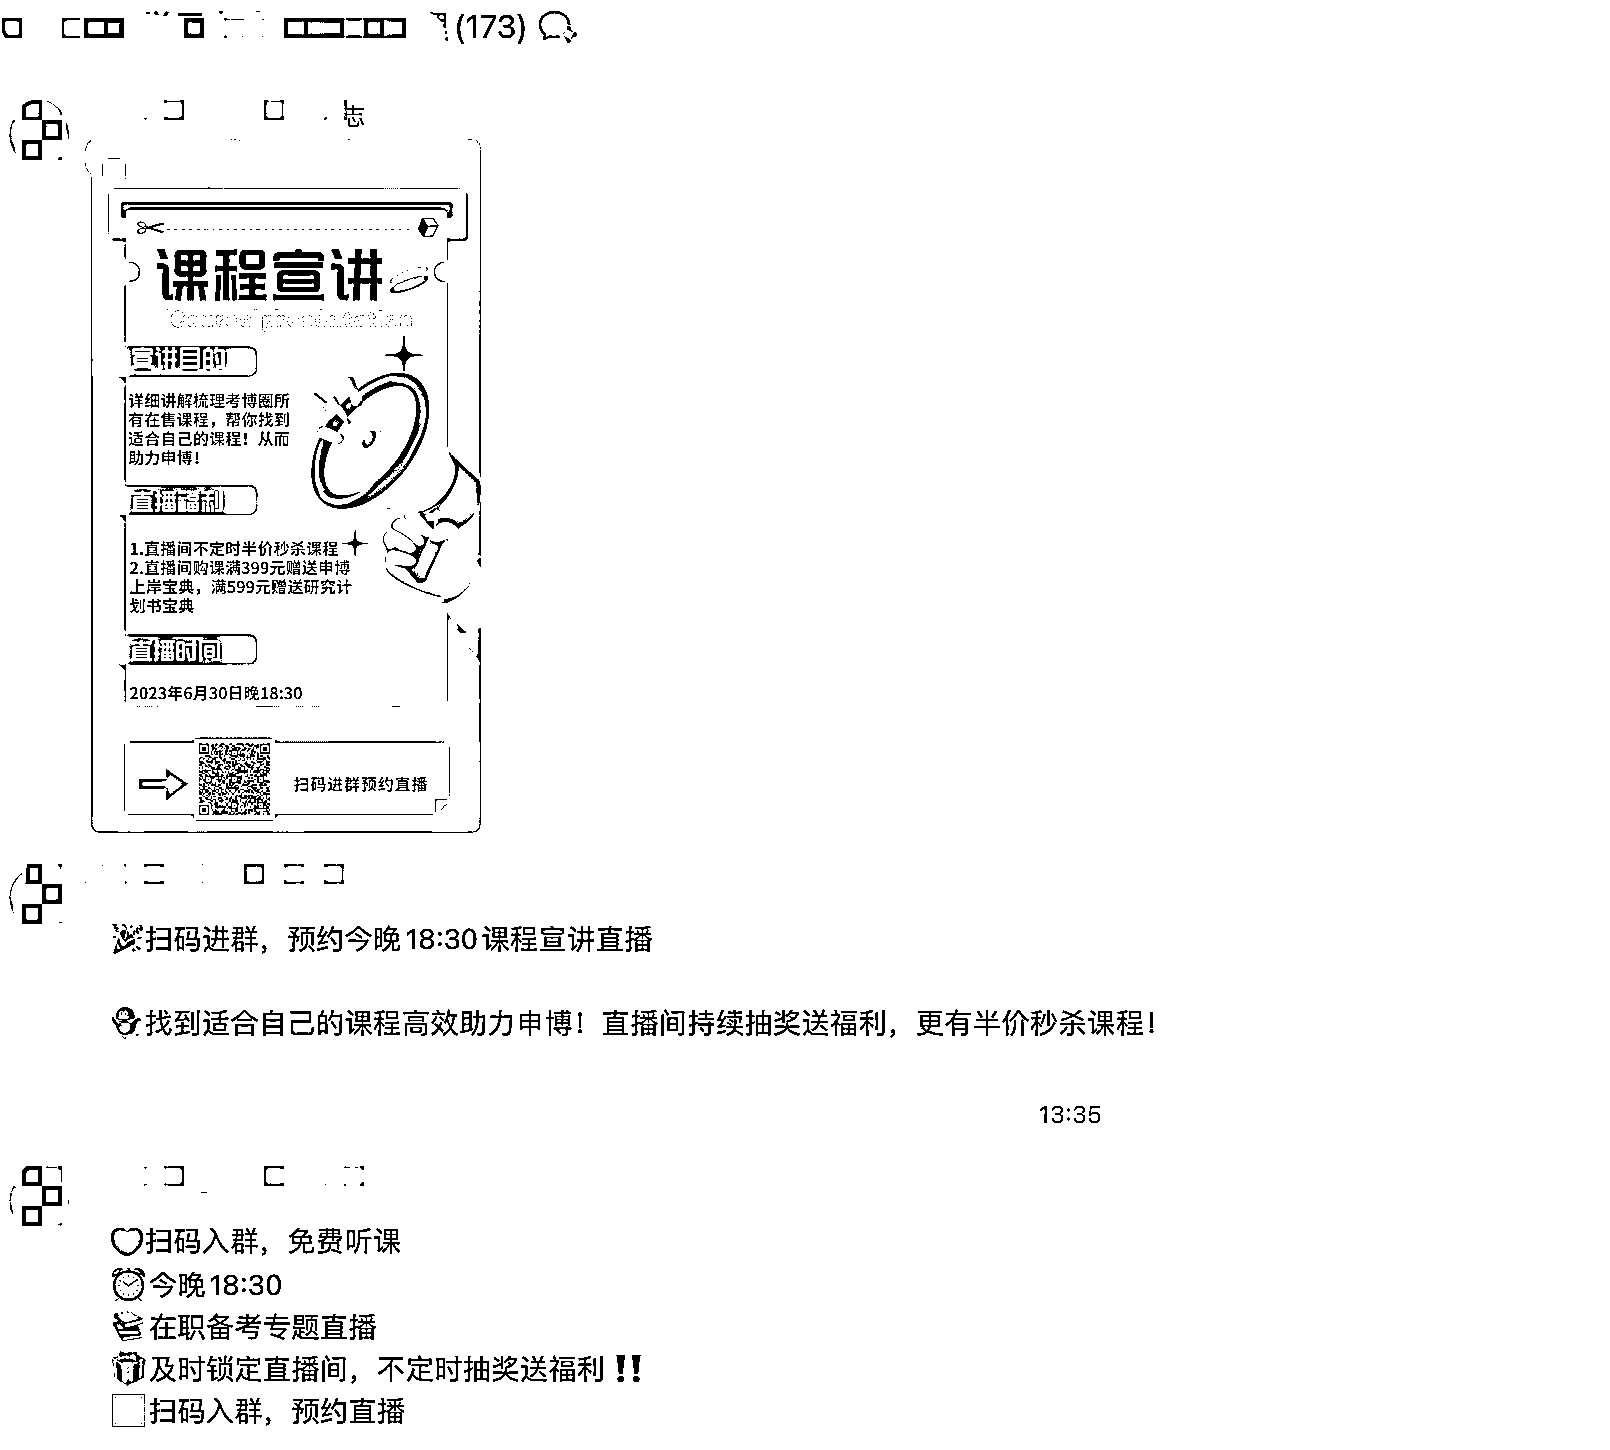 (173)
志
课程宣讲
宣讲目的
详细讲解梳理考博圈所
有在售课程，帮你找到
适合自己的课程！从而
助力申博！
直播福利
1.直播间不定时半价秒杀课程
2.直播间购课满399元赠送申博
上岸宝典，满599元赠送研究计
划书宝典
直播时间
2023年6月30日晚18:30
扫码进群预约直播
🎉扫码进群，预约今晚18:30课程宣讲直播
找到适合自己的课程高效助力申博！直播间持续抽奖送福利，更有半价秒杀课程！
13:35
扫码入群，免费听课
⏰今晚18:30
📚在职备考专题直播
🎁及时锁定直播间，不定时抽奖送福利‼️
扫码入群，预约直播